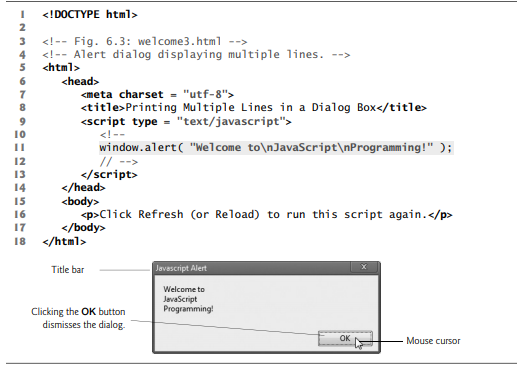 1 <!DOCTYPE html>
2
3 <!-- Fig. 6.3: welcome3.html -->
4 <!-- Alert dialog displaying multiple lines. -->
5 <html>
6 <head>
7 <meta charset = "utf-8">
8 <title>Printing Multiple Lines in a Dialog Box</title>
9 <script type = "text/javascript">
10 <!--
11 window.alert( "Welcome to\nJavaScript\nProgramming!" );
12 // -->
13 </script>
14 </head>
15 <body>
16 <p>Click Refresh (or Reload) to run this script again.</p>
17 </body>
18 </html>
Title bar
Javascript Alert
X
Welcome to
JavaScript
Programming!
Clicking the OK button
dismisses the dialog.
OK
Mouse cursor